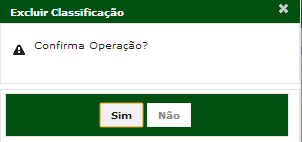 Excluir Classificação
Confirma Operação?
Sim Não